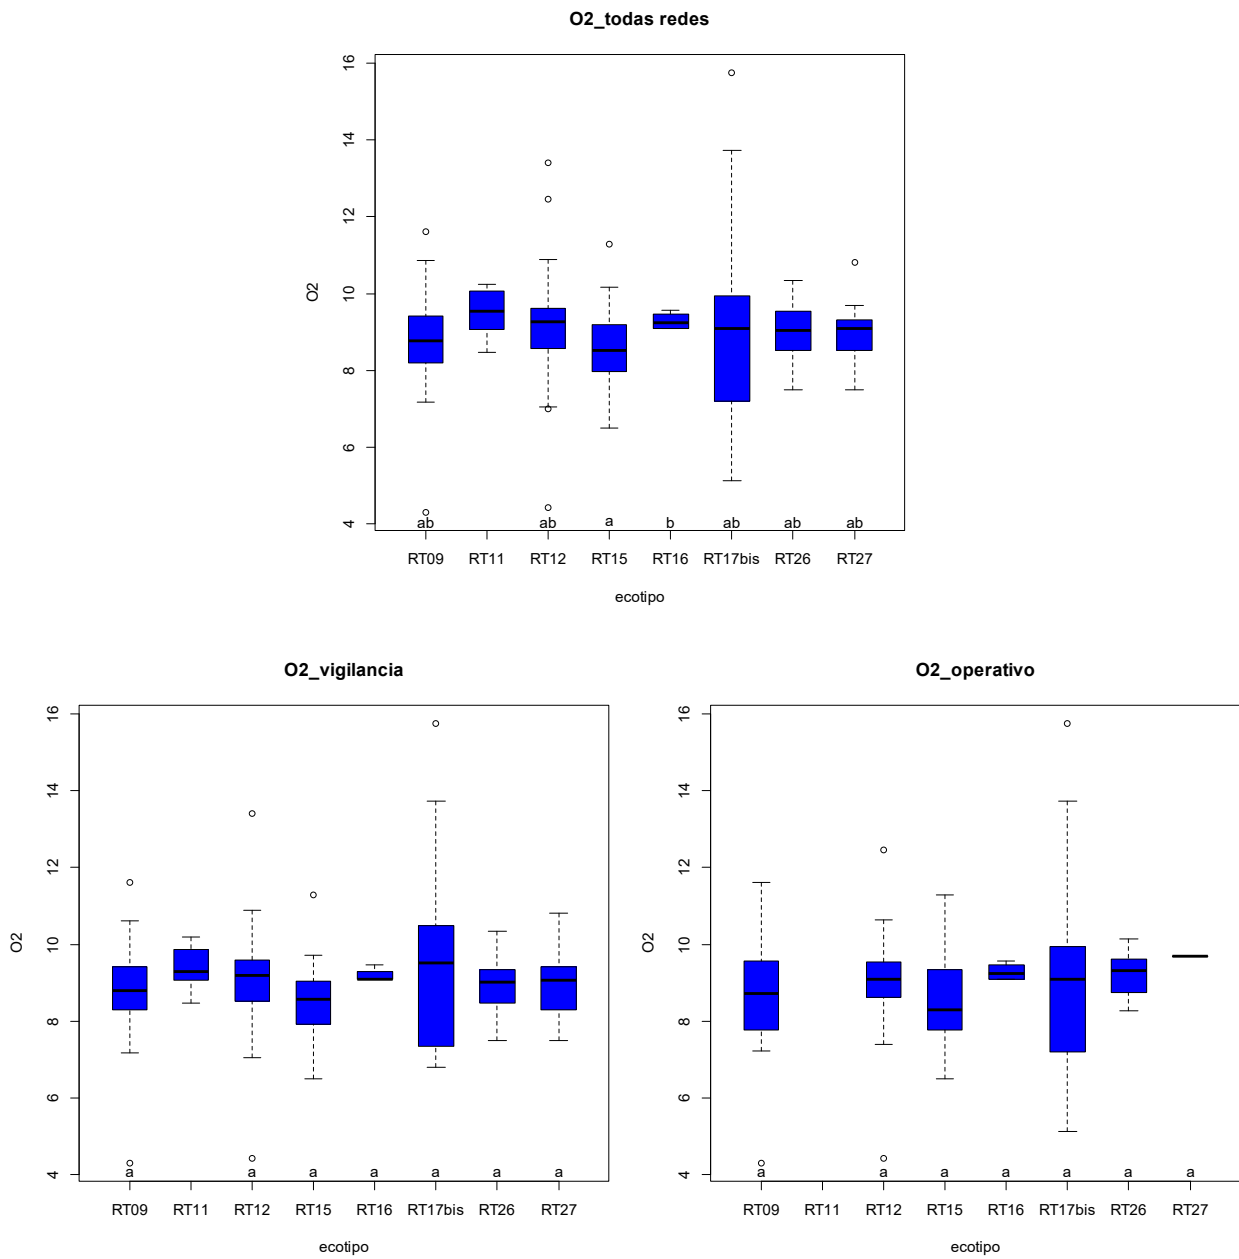 O2_todas redes
16
14
12
10
8
6
4
O2
ab ab a b ab ab ab
RT09 RT11 RT12 RT15 RT16 RT17bis RT26 RT27
ecotipo
O2_vigilancia
16
14
12
10
8
6
4
O2
a a a a a a a
RT09 RT11 RT12 RT15 RT16 RT17bis RT26 RT27
ecotipo
O2_operativo
16
14
12
10
8
6
4
O2
a a a a a a a
RT09 RT11 RT12 RT15 RT16 RT17bis RT26 RT27
ecotipo